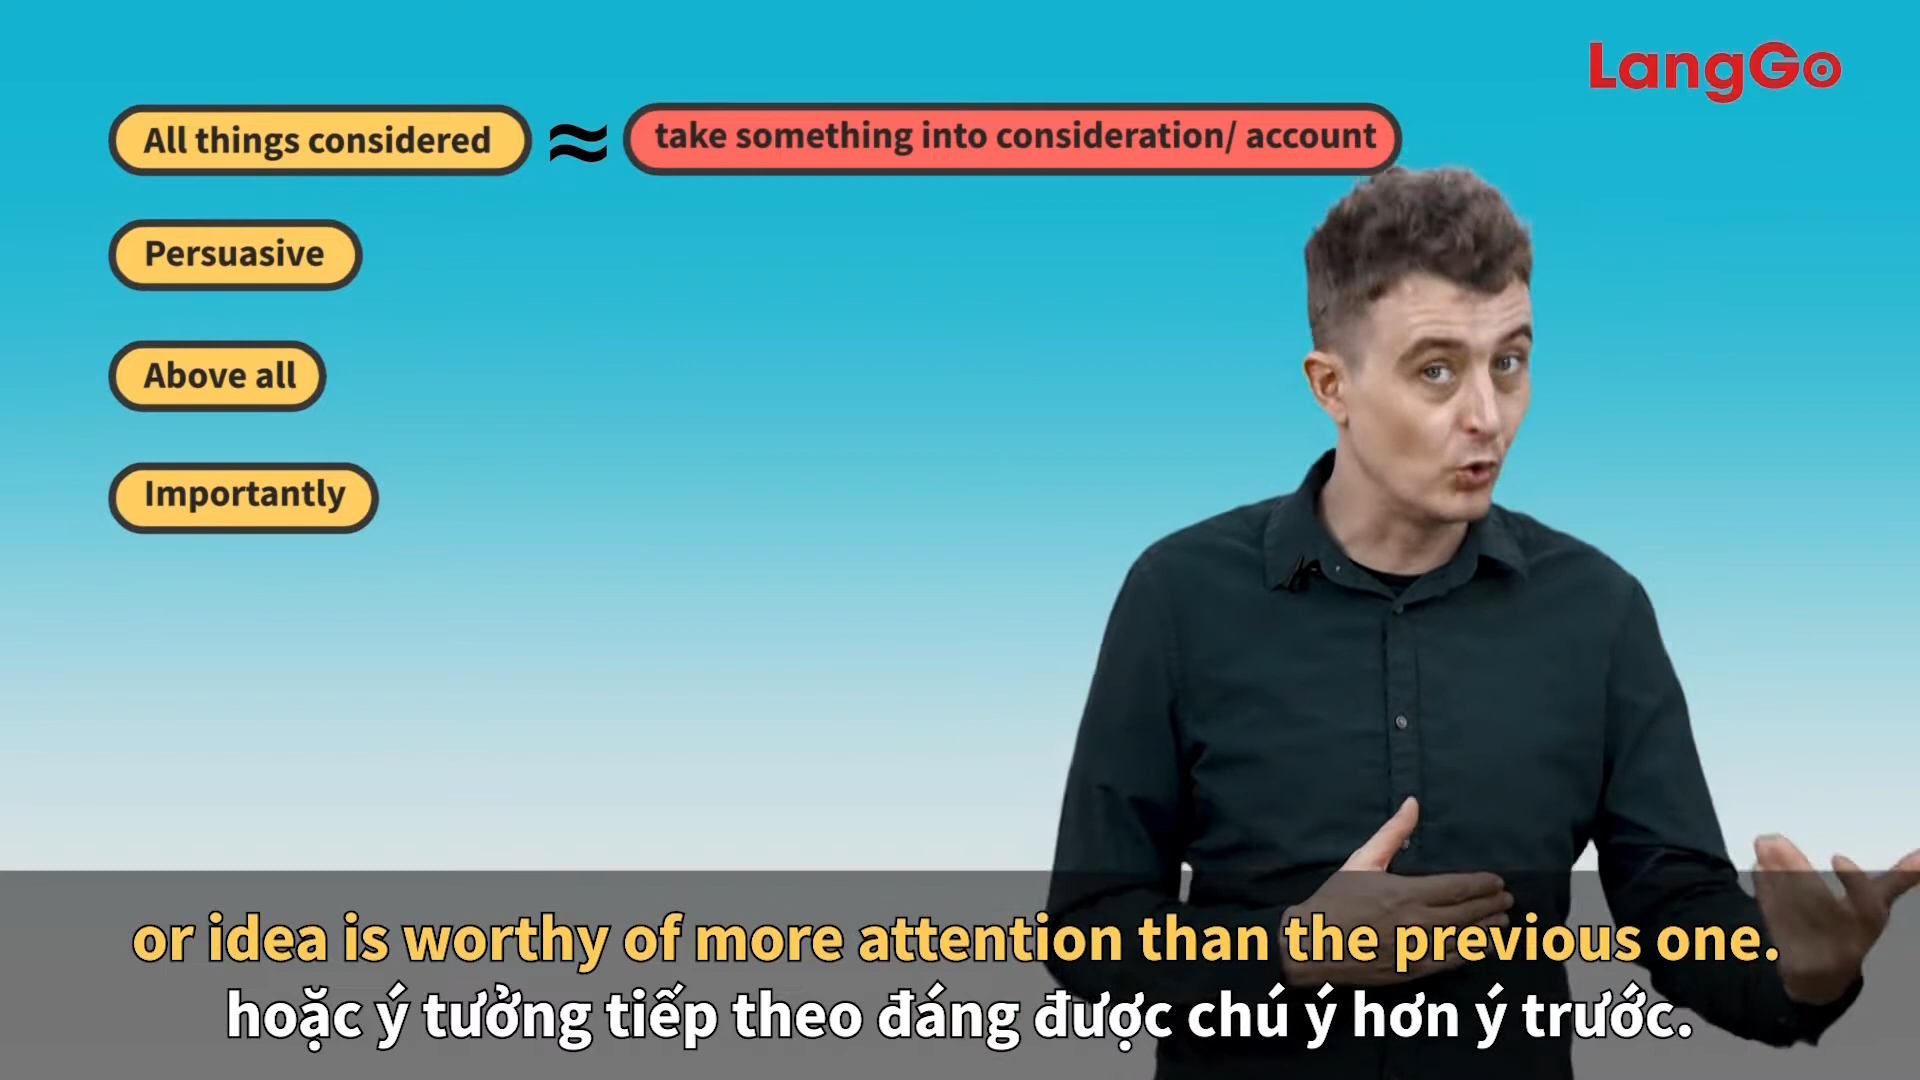 LangGo
All things considered ≈ take something into consideration/ account
Persuasive
Above all
Importantly
or idea is worthy of more attention than the previous one.
hoặc ý tưởng tiếp theo đáng được chú ý hơn ý trước.